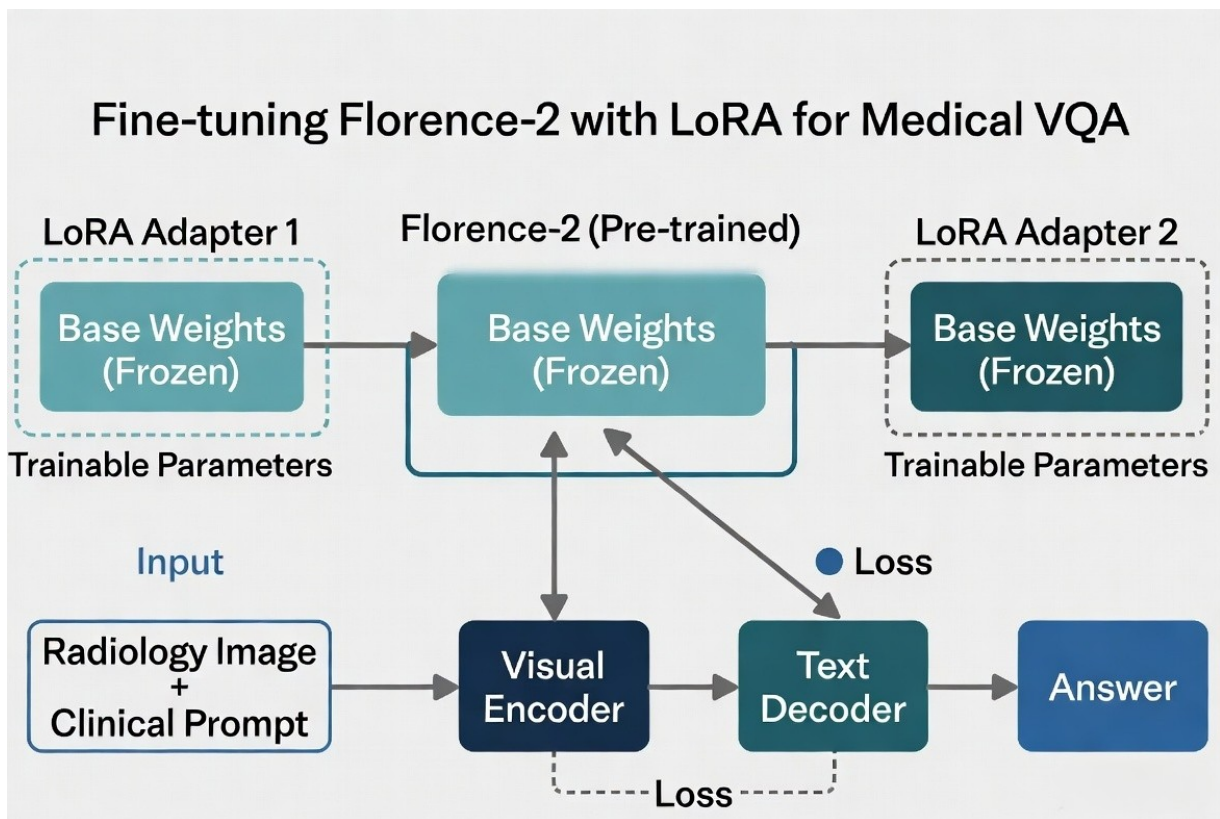 Fine-tuning Florence-2 with LoRA for Medical VQA
LoRA Adapter 1
Florence-2 (Pre-trained)
LoRA Adapter 2
Base Weights
(Frozen)
Base Weights
(Frozen)
Base Weights
(Frozen)
Trainable Parameters
Trainable Parameters
Input
Loss
Radiology Image
+
Clinical Prompt
Visual
Encoder
Text
Decoder
Answer
Loss